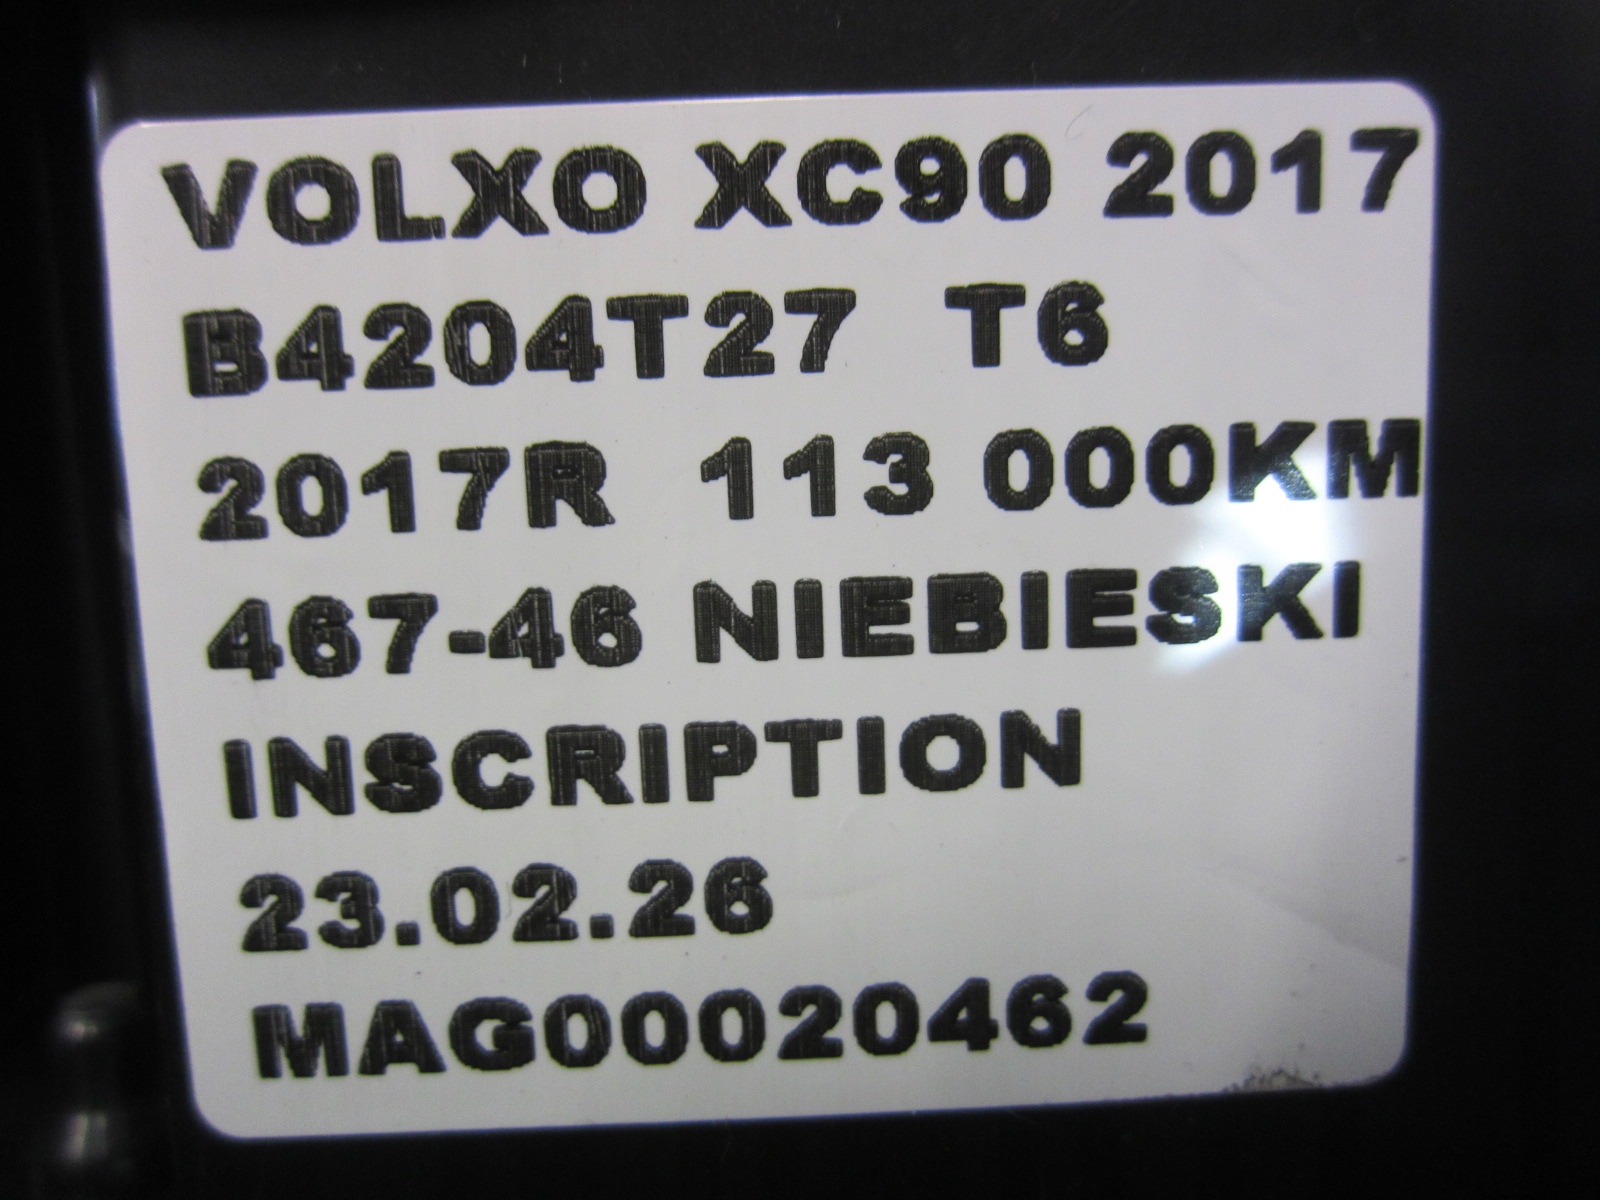 VOLXO XC90 2017
B4204T27 T6
2017R 113 000KM
467-46 NIEBIESKI
INSCRIPTION
23.02.26
MAG00020462